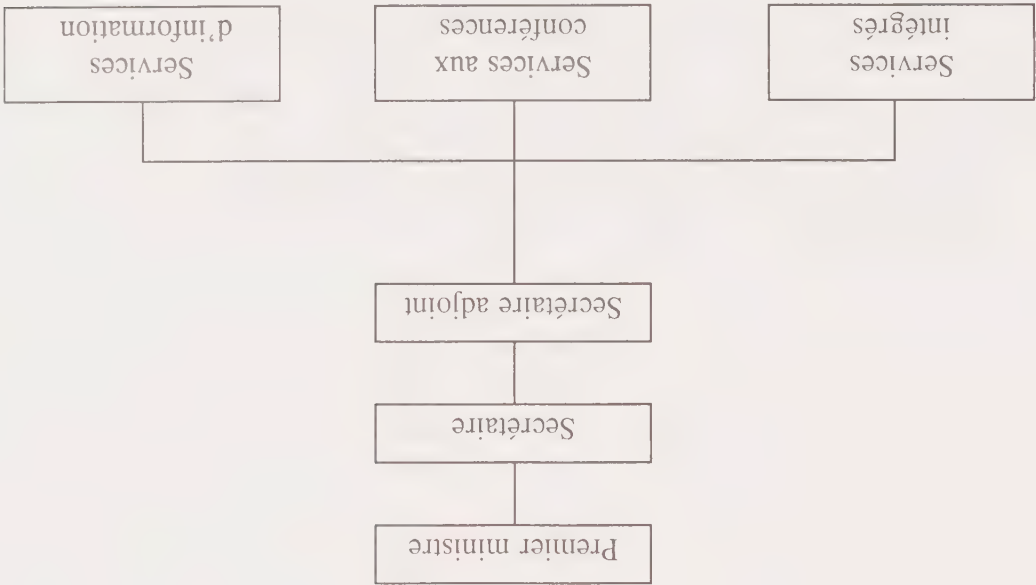 Premier ministre
Secrétaire
Secrétaire adjoint
Services
intégrés
Services aux
conférences
Services
d'information